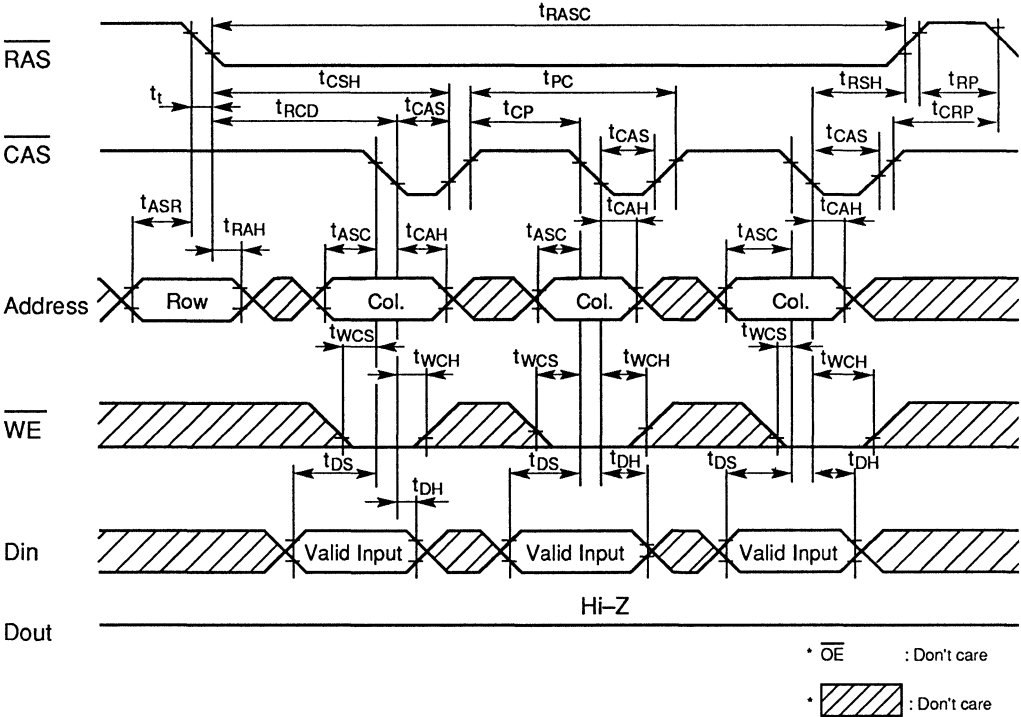 tRASC
RAS
tCSH
tPC
tRSH
tRP
tt
tRCD
tCAS
tCP
tCRP
CAS
tCAS
tCAS
tASR
tRAH
tASC
tCAH
tASC
tCAH
tASC
tCAH
Address
Row
Col.
Col.
Col.
tWCS
tWCH
tWCS
tWCH
tWCS
tWCH
WE
tDS
tDH
tDS
tDH
tDS
tDH
Din
Valid Input
Valid Input
Valid Input
Hi–Z
Dout
* OE : Don't care
* : Don't care